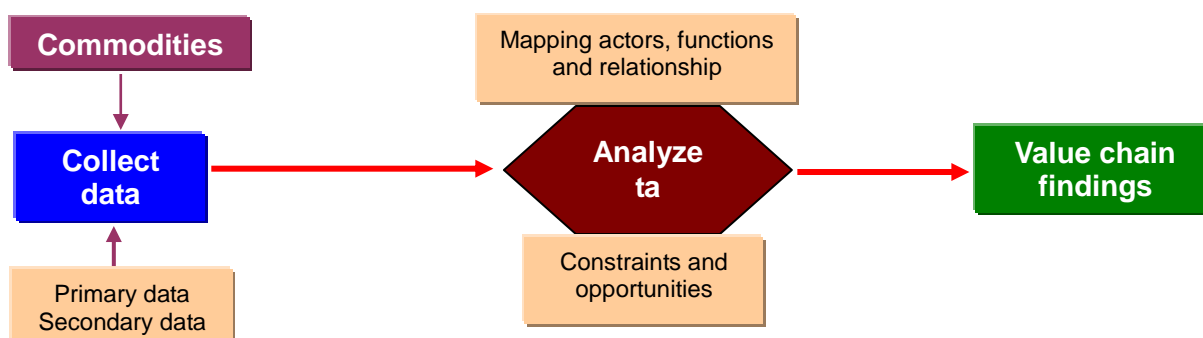 Commodities
Mapping actors, functions
and relationship
Collect
data
Analyze
ta
Value chain
findings
Constraints and
opportunities
Primary data
Secondary data